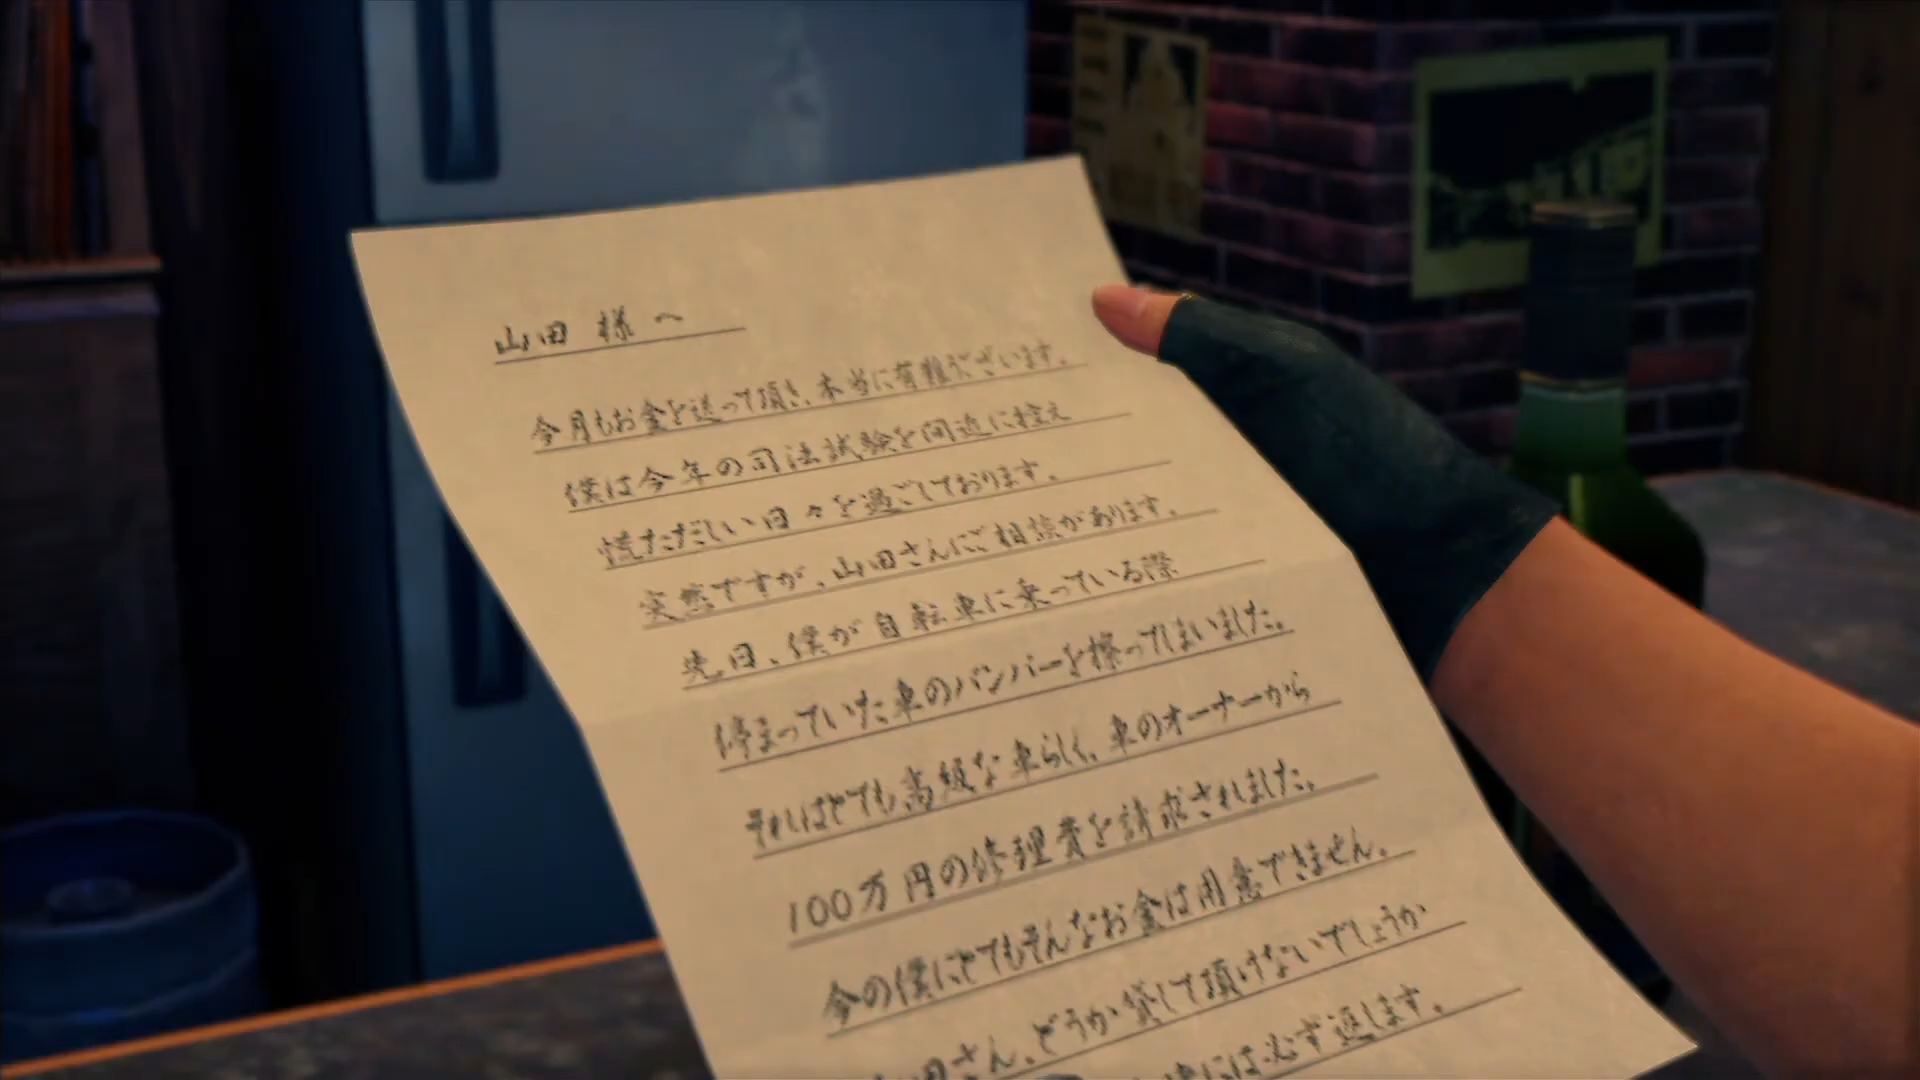 山田 様へ
今月もお金を送って頂き、本当に有難うございます。
僕は今年の司法試験を間近に控え
慌ただしい日々を過ごしております。
突然ですが、山田さんにご相談があります。
先日、僕が自転車に乗っている際
停まっていた車のバンパーを擦ってしまいました。
それはとても高級な車らしく、車のオーナーから
100万円の修理費を請求されました。
今の僕にとてもそんなお金は用意できません。
山田さん、どうか貸して頂けないでしょうか
には必ず返します。